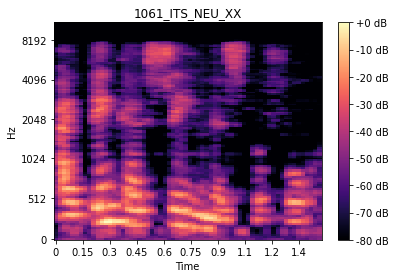 1061_ITS_NEU_XX
+0 dB
8192
-10 dB
4096
-20 dB
-30 dB
2048
Hz
-40 dB
1024
-50 dB
512
-60 dB
-70 dB
0
-80 dB
0 0.15 0.3 0.45 0.6 0.75 0.9 1.1 1.2 1.4
Time